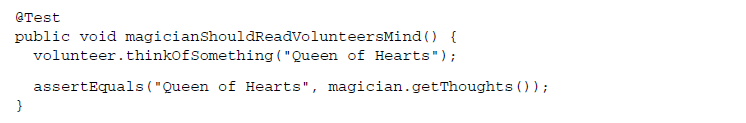 @Test
public void magicianShouldReadVolunteersMind() {
  volunteer.thinkOfSomething("Queen of Hearts");
  assertEquals("Queen of Hearts", magician.getThoughts());
}